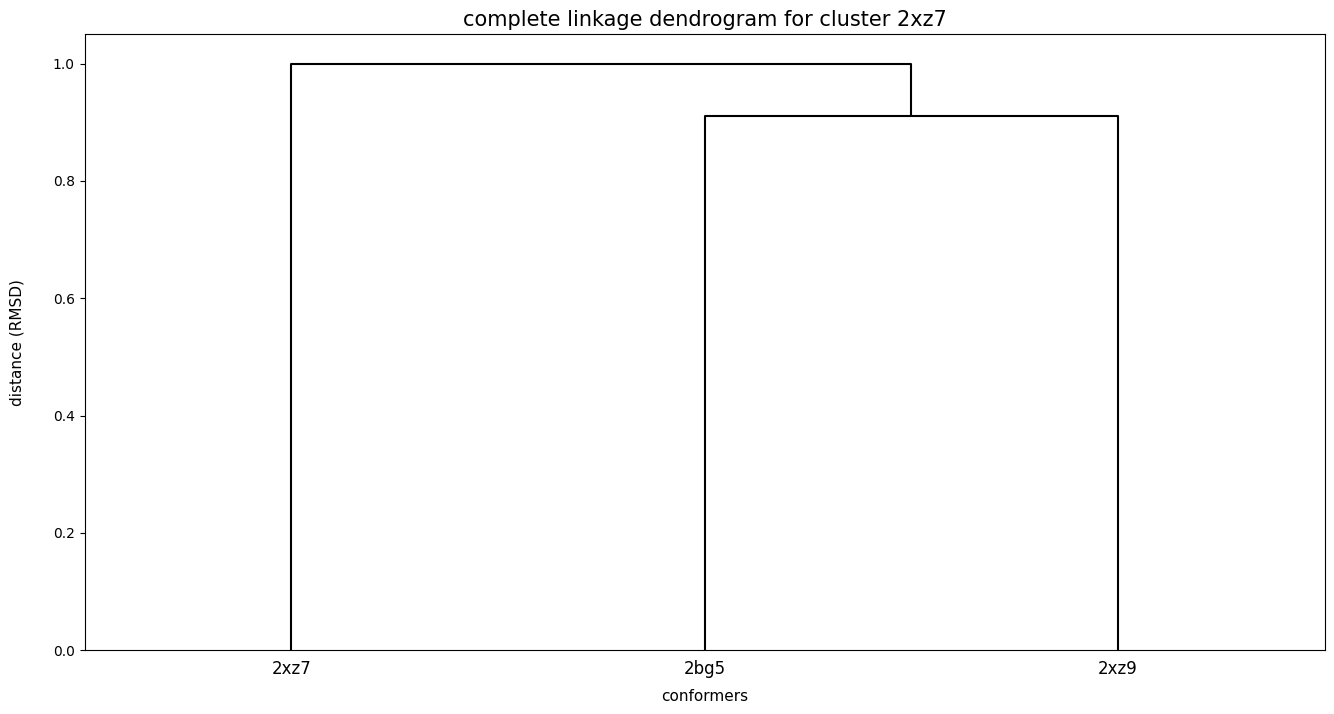 complete linkage dendrogram for cluster 2xz7
1.0
0.8
0.6
0.4
0.2
0.0
distance (RMSD)
2xz7 2bg5 2xz9
conformers